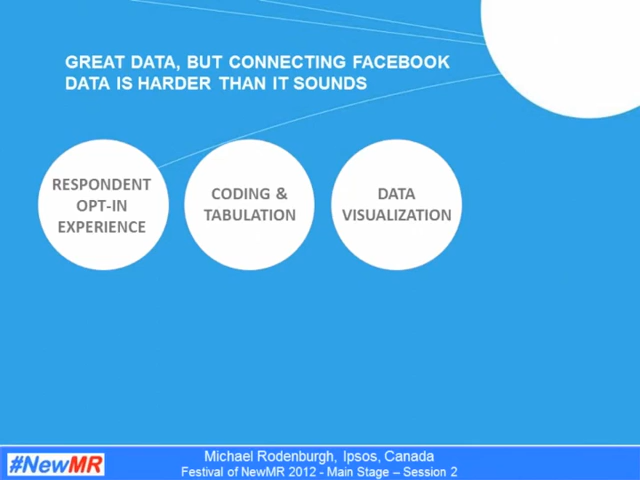 GREAT DATA, BUT CONNECTING FACEBOOK
DATA IS HARDER THAN IT SOUNDS
RESPONDENT
OPT-IN
EXPERIENCE
CODING &
TABULATION
DATA
VISUALIZATION
#NewMR
Michael Rodenburgh, Ipsos, Canada
Festival of NewMR 2012 - Main Stage – Session 2